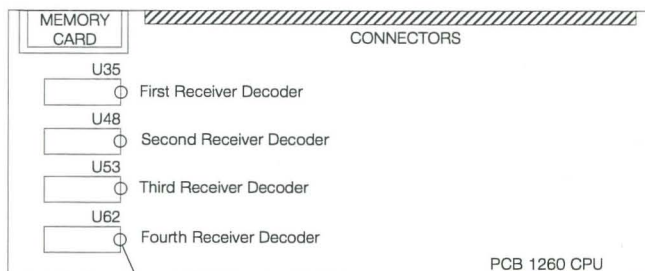 MEMORY
CARD
CONNECTORS
U35
First Receiver Decoder
U48
Second Receiver Decoder
U53
Third Receiver Decoder
U62
Fourth Receiver Decoder
PCB 1260 CPU